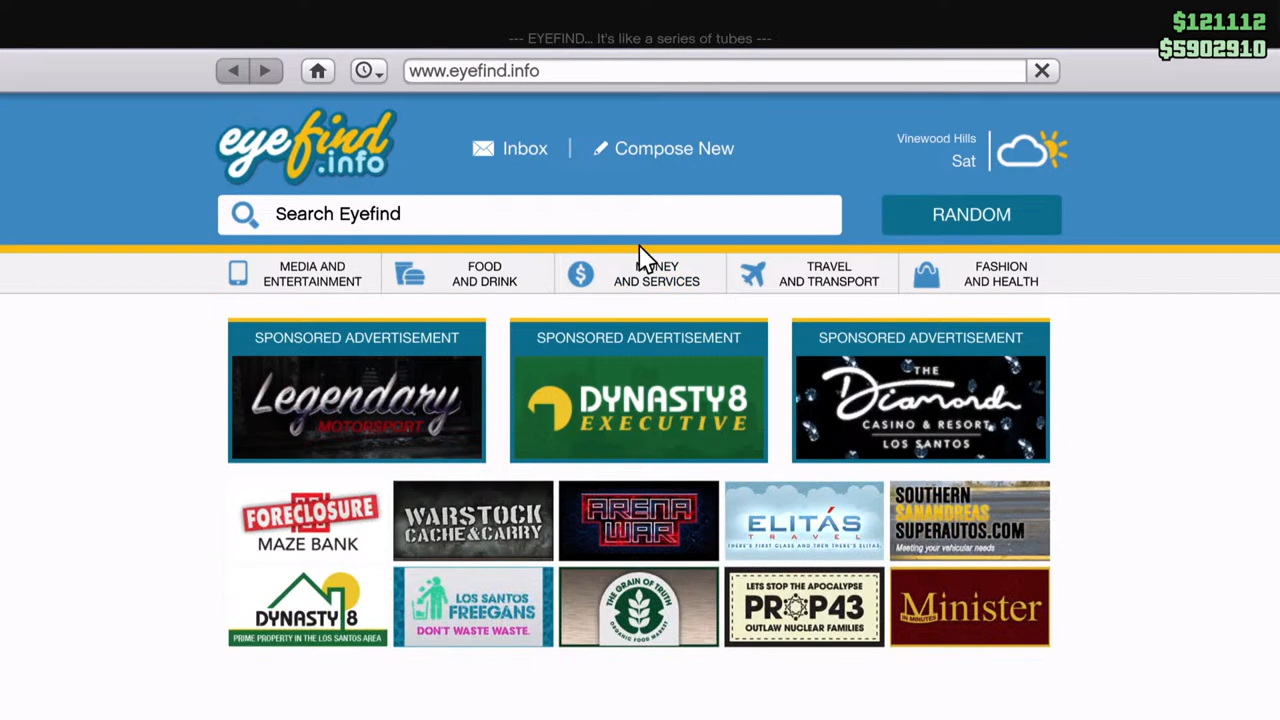 $121112
--- EYEFIND... It's like a series of tubes ---
$5902910
www.eyefind.info
eyefind
.info
Inbox
Compose New
Vinewood Hills
Sat
Search Eyefind
RANDOM
MEDIA AND
ENTERTAINMENT
FOOD
AND DRINK
MONEY
AND SERVICES
TRAVEL
AND TRANSPORT
FASHION
AND HEALTH
SPONSORED ADVERTISEMENT
Legendary
MOTORSPORT
SPONSORED ADVERTISEMENT
DYNASTY 8
EXECUTIVE
SPONSORED ADVERTISEMENT
THE
Diamond
CASINO & RESORT
LOS SANTOS
FORECLOSURE
MAZE BANK
WARSTOCK
CACHE & CARRY
ARENA
WAR
ELITÁS
TRAVEL
THERE'S FIRST CLASS AND THEN THERE'S ELITAS.
SOUTHERN
SANANDREAS
SUPERAUTOS.COM
Meeting your vehicular needs
DYNASTY 8
PRIME PROPERTY IN THE LOS SANTOS AREA
LOS SANTOS
FREEGANS
DON'T WASTE WASTE.
THE GRAIN OF TRUTH
ORGANIC FOOD MARKET
LETS STOP THE APOCALYPSE
PROP43
OUTLAW NUCLEAR FAMILIES
Minister
IN MINUTES